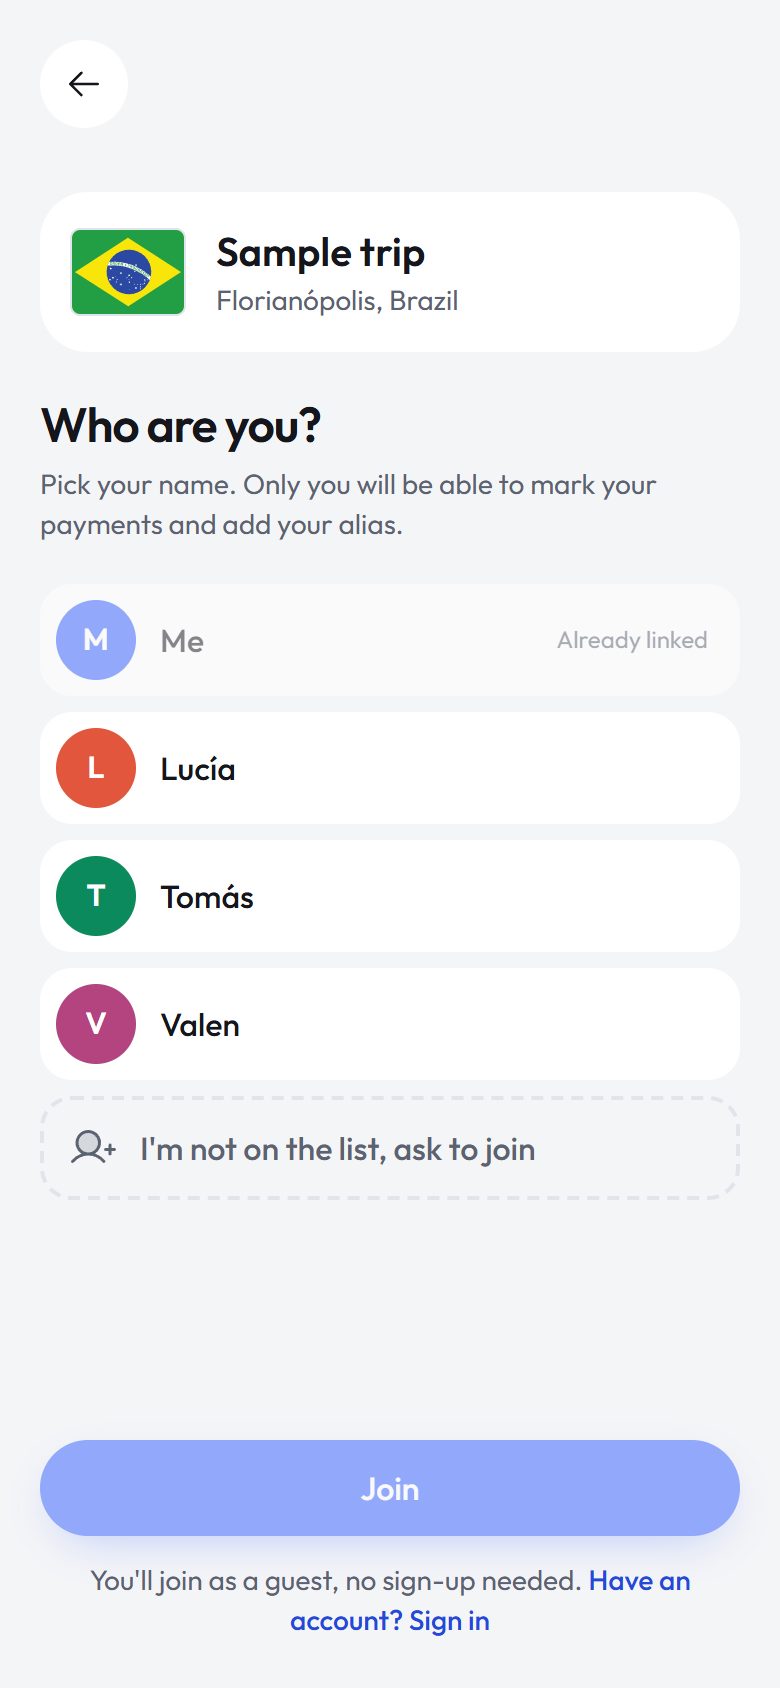 Sample trip
Florianópolis, Brazil
Who are you?
Pick your name. Only you will be able to mark your
payments and add your alias.
M
Me
Already linked
L
Lucía
T
Tomás
V
Valen
I'm not on the list, ask to join
Join
You'll join as a guest, no sign-up needed. Have an
account? Sign in